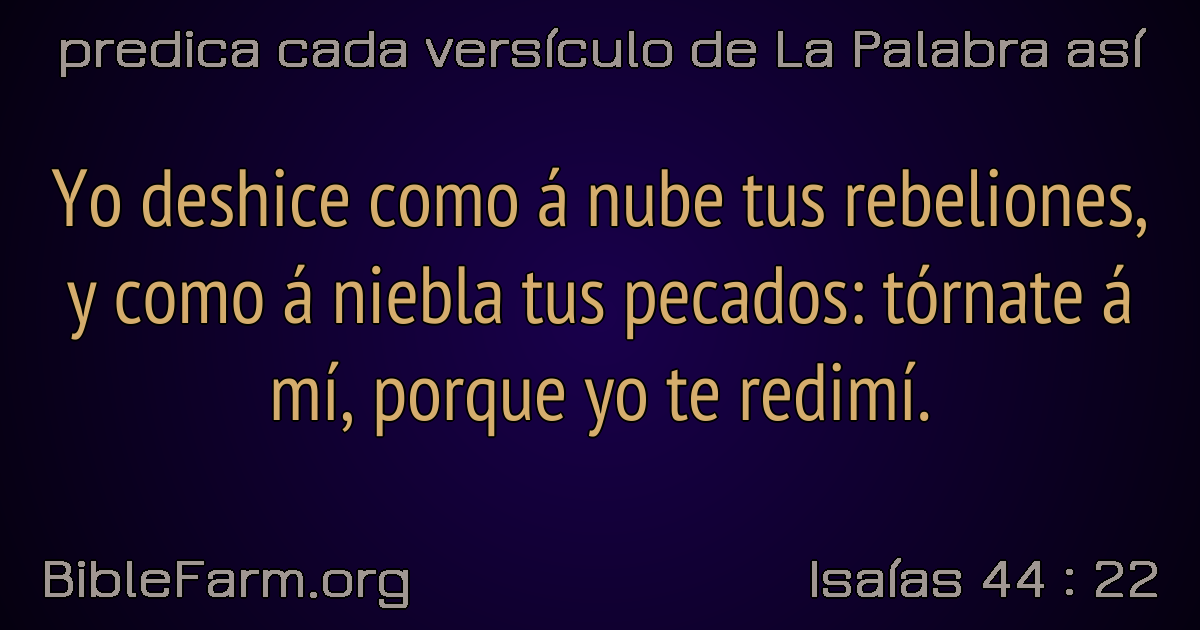 predica cada versículo de La Palabra así
Yo deshice como á nube tus rebeliones,
y como á niebla tus pecados: tórnate á
mí, porque yo te redimí.
BibleFarm.org
Isaías 44 : 22